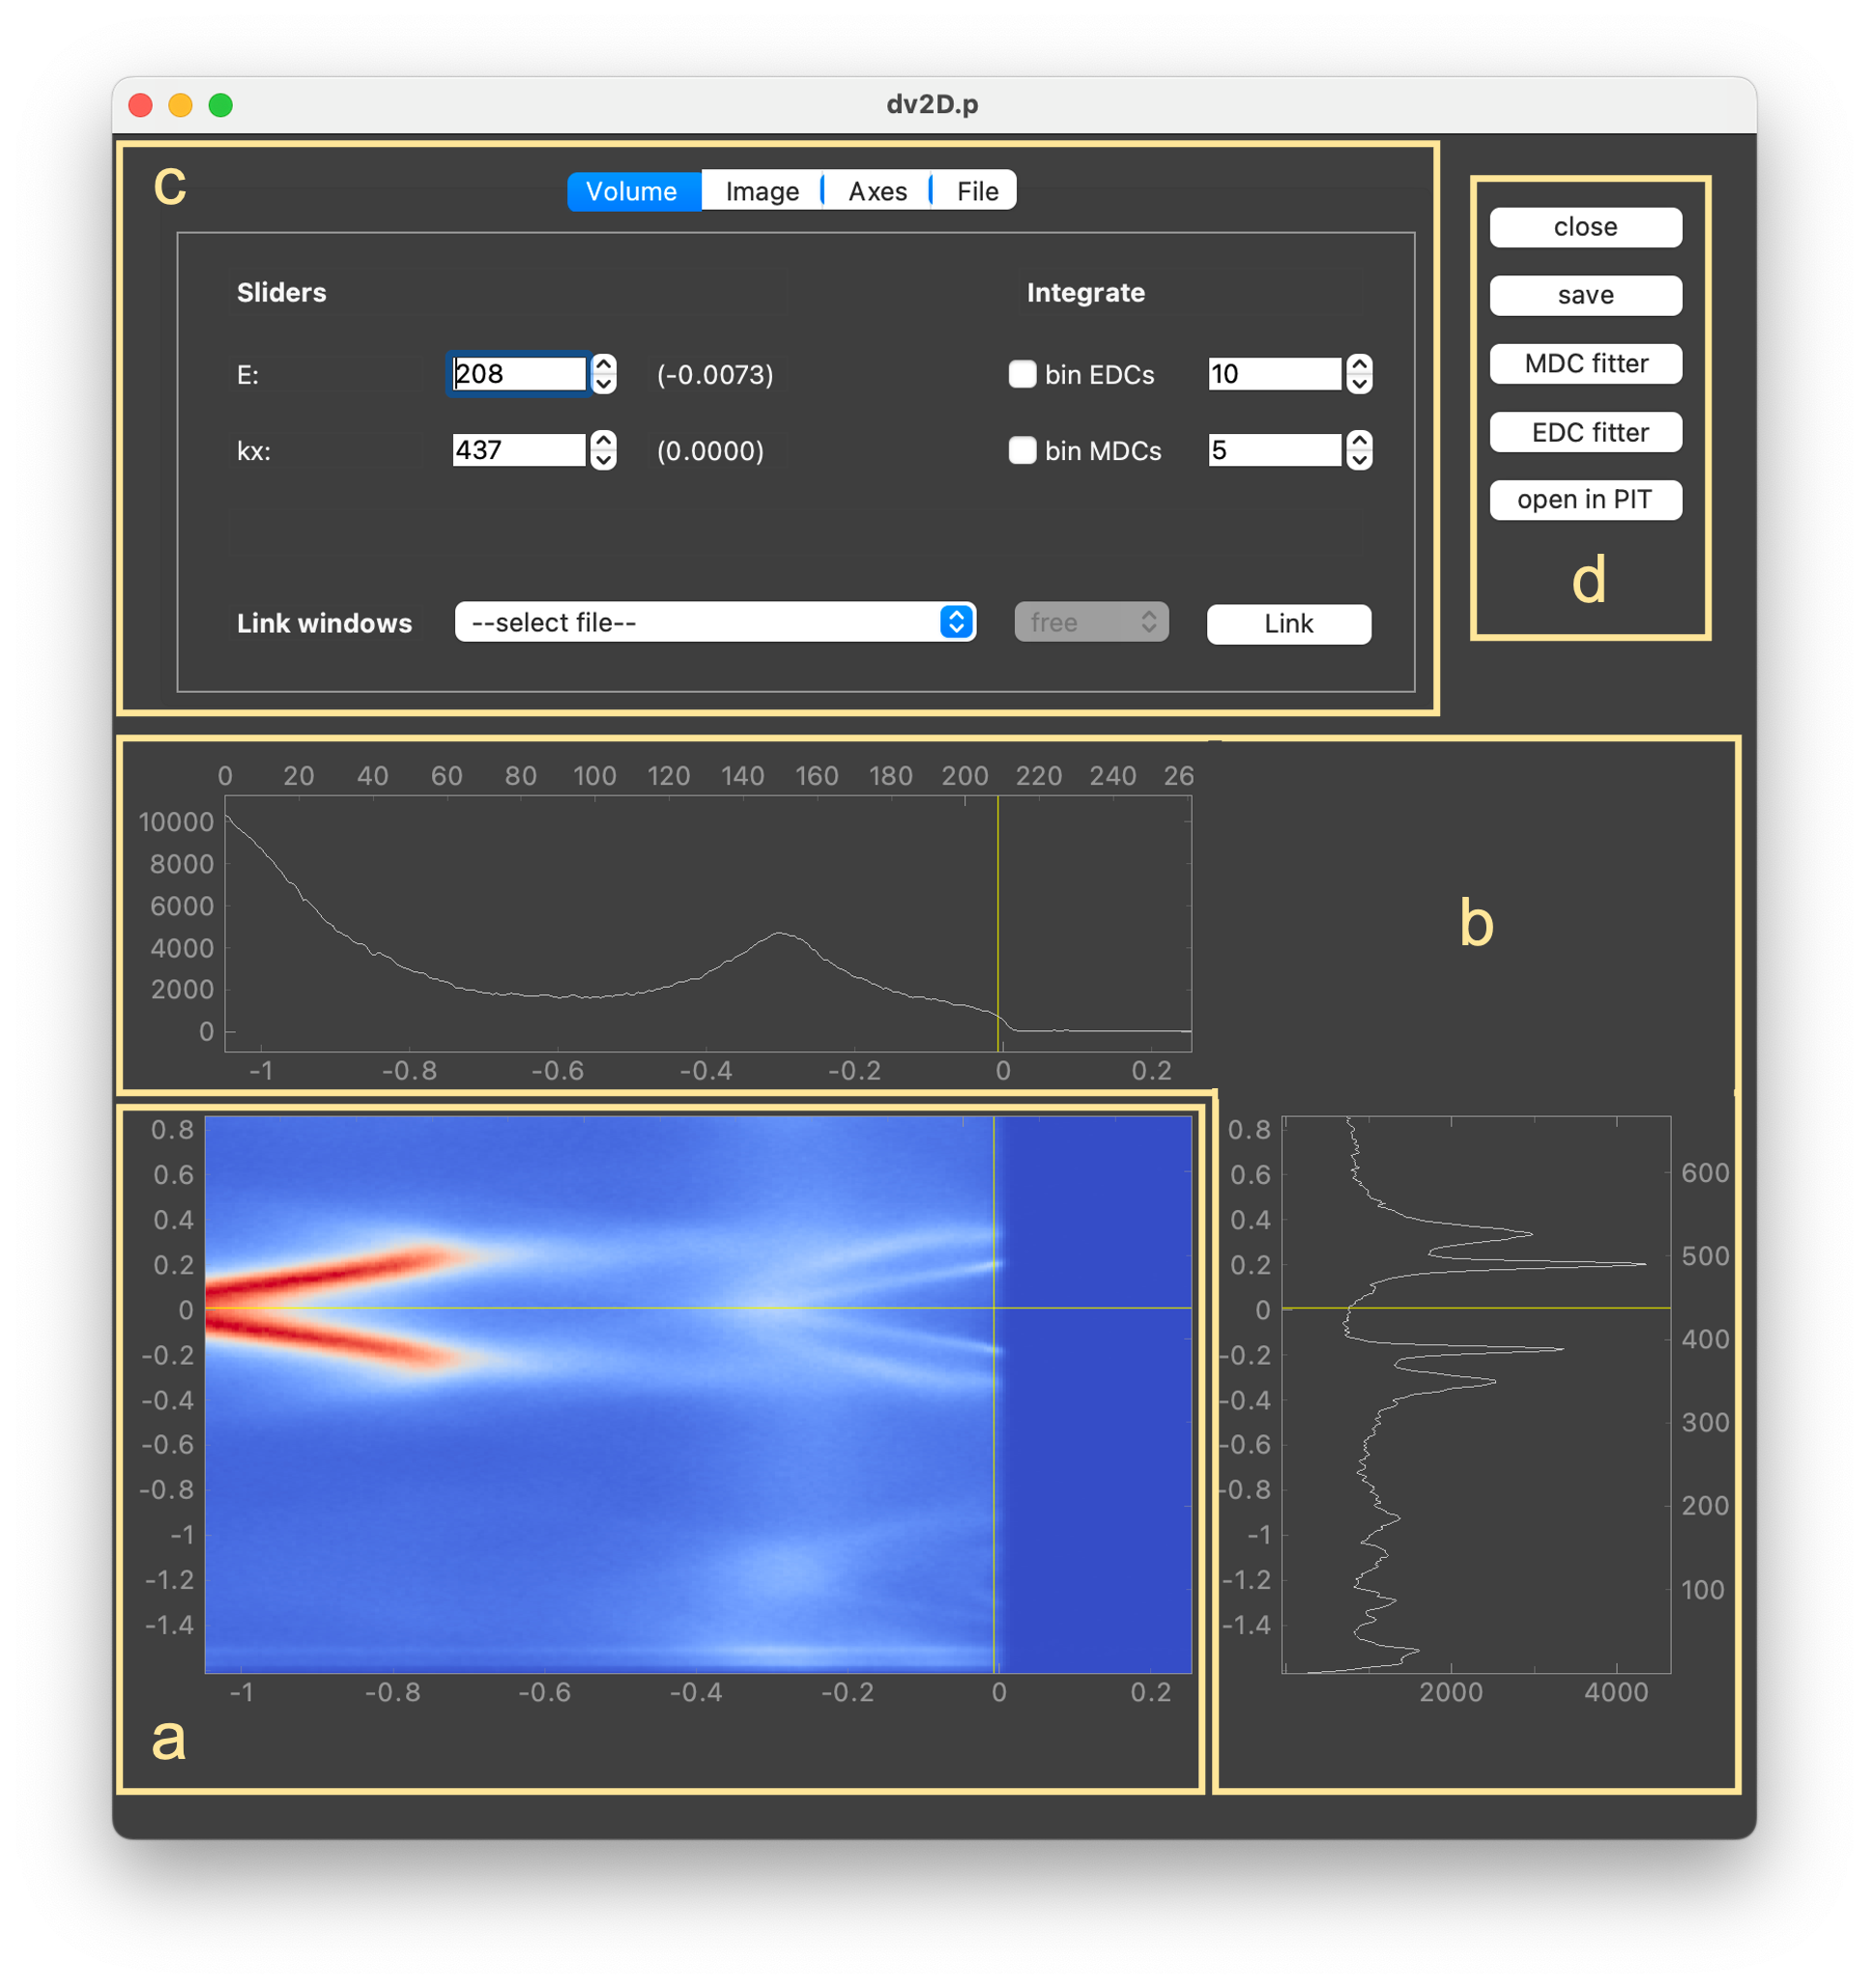 dv2D.p
c
Volume Image Axes File
Sliders Integrate
E: 208 (-0.0073) bin EDCs 10
kx: 437 (0.0000) bin MDCs 5
Link windows --select file-- free Link
close
save
MDC fitter
EDC fitter
open in PIT
d
0 20 40 60 80 100 120 140 160 180 200 220 240 26
10000
8000
6000
4000
2000
0
-1 -0.8 -0.6 -0.4 -0.2 0 0.2
b
0.8
0.6
0.4
0.2
0
-0.2
-0.4
-0.6
-0.8
-1
-1.2
-1.4
-1 -0.8 -0.6 -0.4 -0.2 0 0.2
a
0.8
0.6
0.4
0.2
0
-0.2
-0.4
-0.6
-0.8
-1
-1.2
-1.4
600
500
400
300
200
100
2000 4000